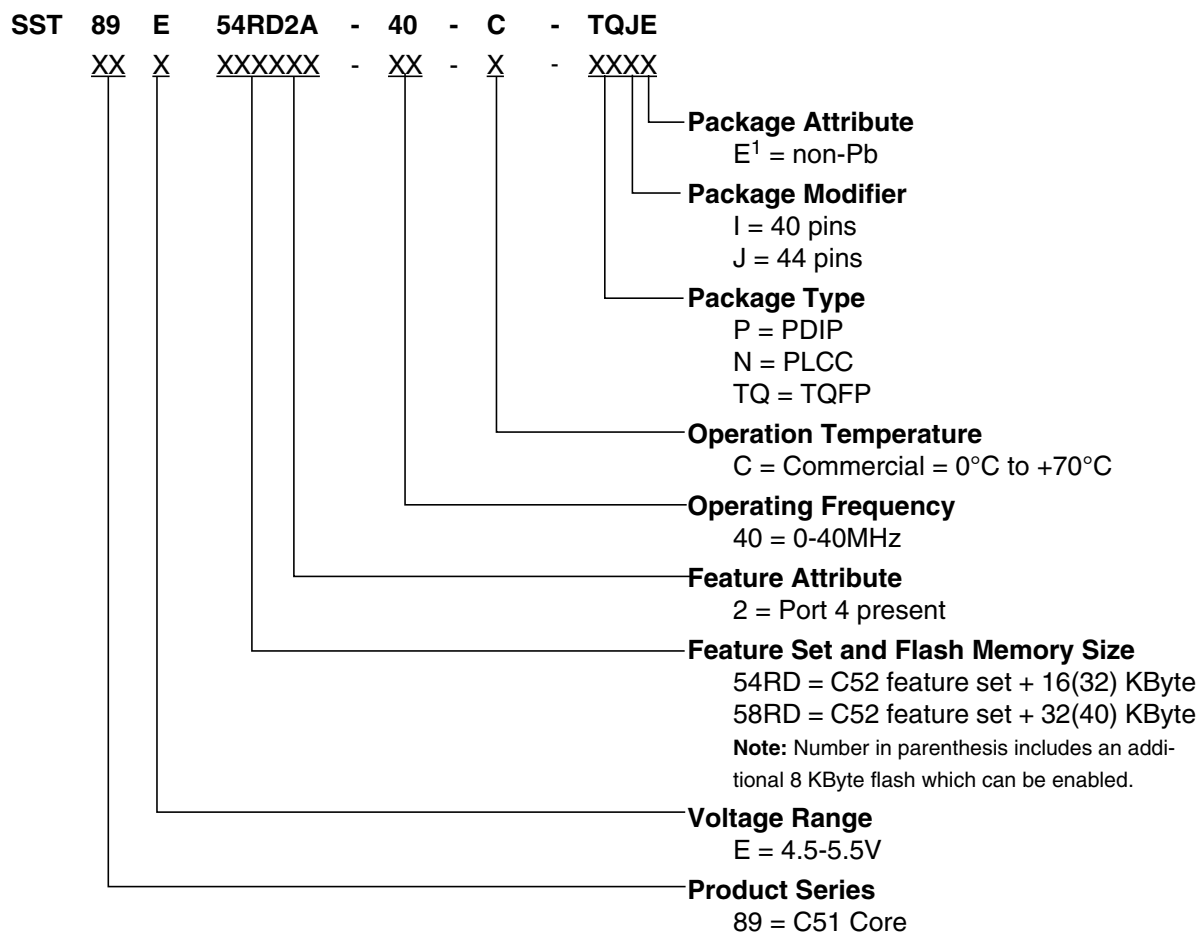 SST 89 E 54RD2A - 40 - C - TQJE
XX X XXXXXX - XX - X - XXXX
Package Attribute
E1 = non-Pb
Package Modifier
I = 40 pins
J = 44 pins
Package Type
P = PDIP
N = PLCC
TQ = TQFP
Operation Temperature
C = Commercial = 0°C to +70°C
Operating Frequency
40 = 0-40MHz
Feature Attribute
2 = Port 4 present
Feature Set and Flash Memory Size
54RD = C52 feature set + 16(32) KByte
58RD = C52 feature set + 32(40) KByte
Note: Number in parenthesis includes an addi-
tional 8 KByte flash which can be enabled.
Voltage Range
E = 4.5-5.5V
Product Series
89 = C51 Core